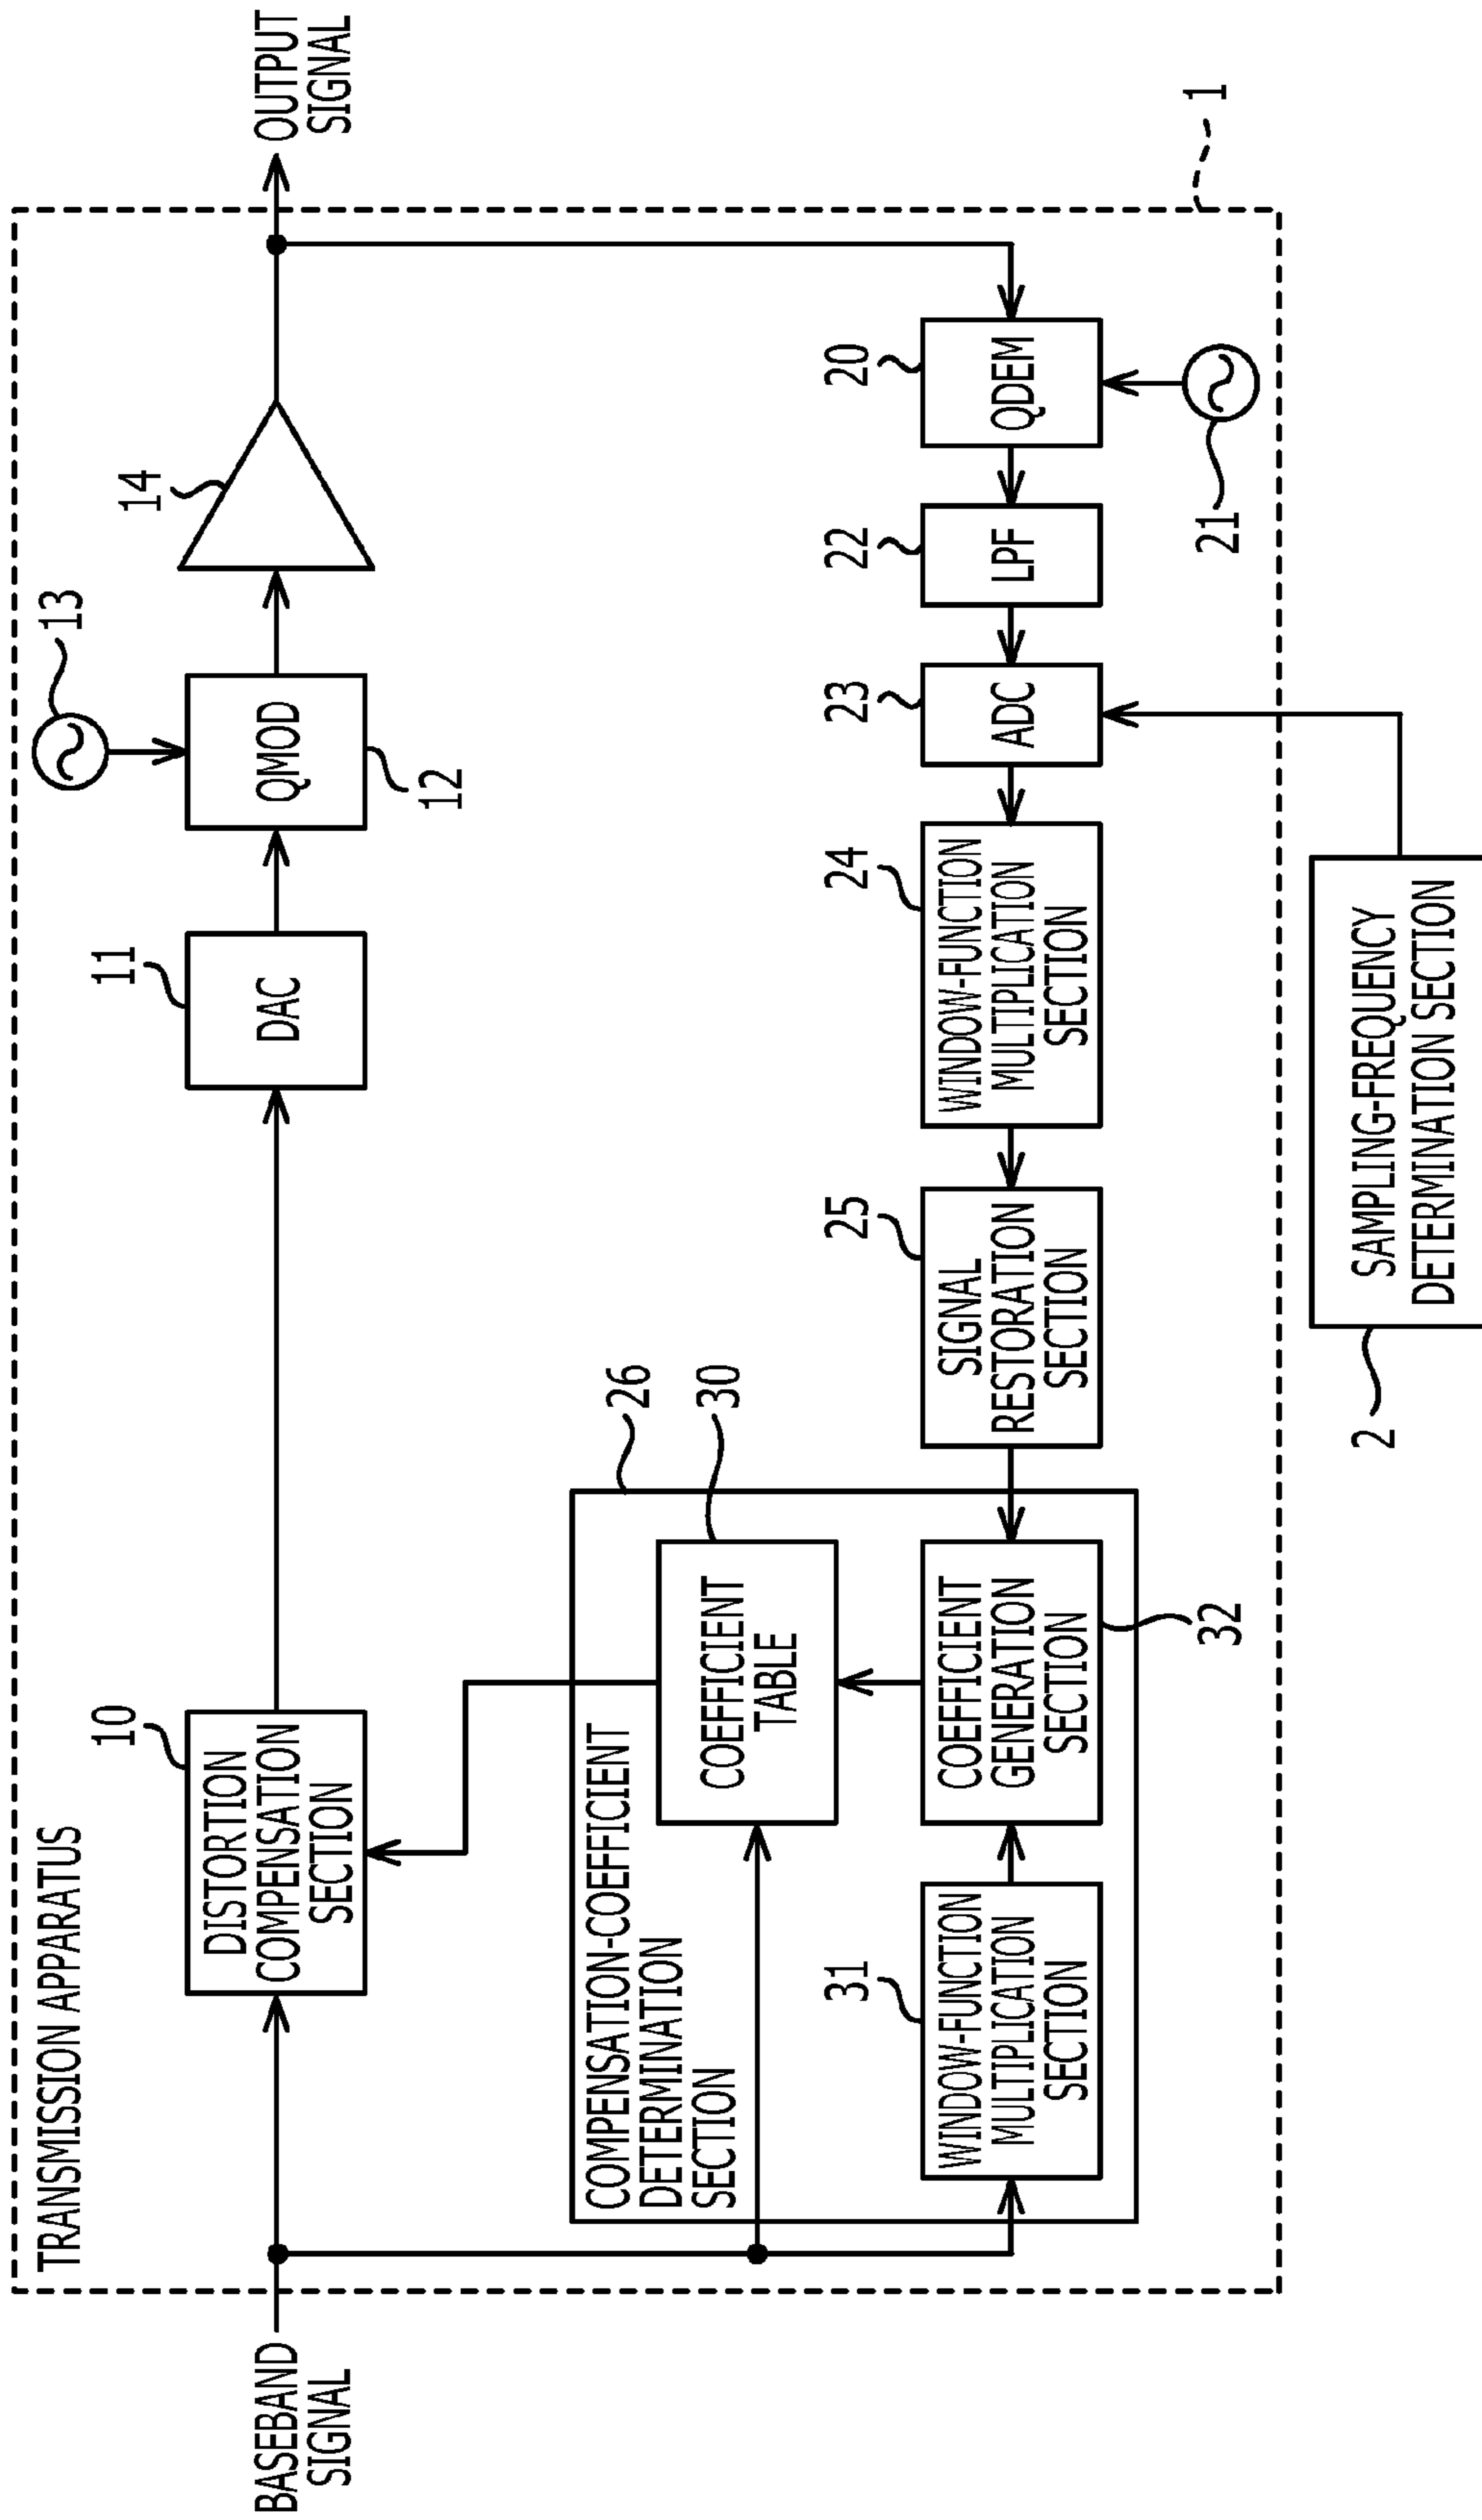 TRANSMISSION APPARATUS
BASEBAND
SIGNAL
10
DISTORTION
COMPENSATION
SECTION
11
DAC
13
QMOD
12
14
OUTPUT
SIGNAL
1
26
COMPENSATION-COEFFICIENT
DETERMINATION
SECTION
30
COEFFICIENT
TABLE
31
WINDOW-FUNCTION
MULTIPLICATION
SECTION
COEFFICIENT
GENERATION
SECTION
32
25
SIGNAL
RESTORATION
SECTION
24
WINDOW-FUNCTION
MULTIPLICATION
SECTION
23
ADC
22
LPF
20
QDEM
21
2
SAMPLING-FREQUENCY
DETERMINATION SECTION